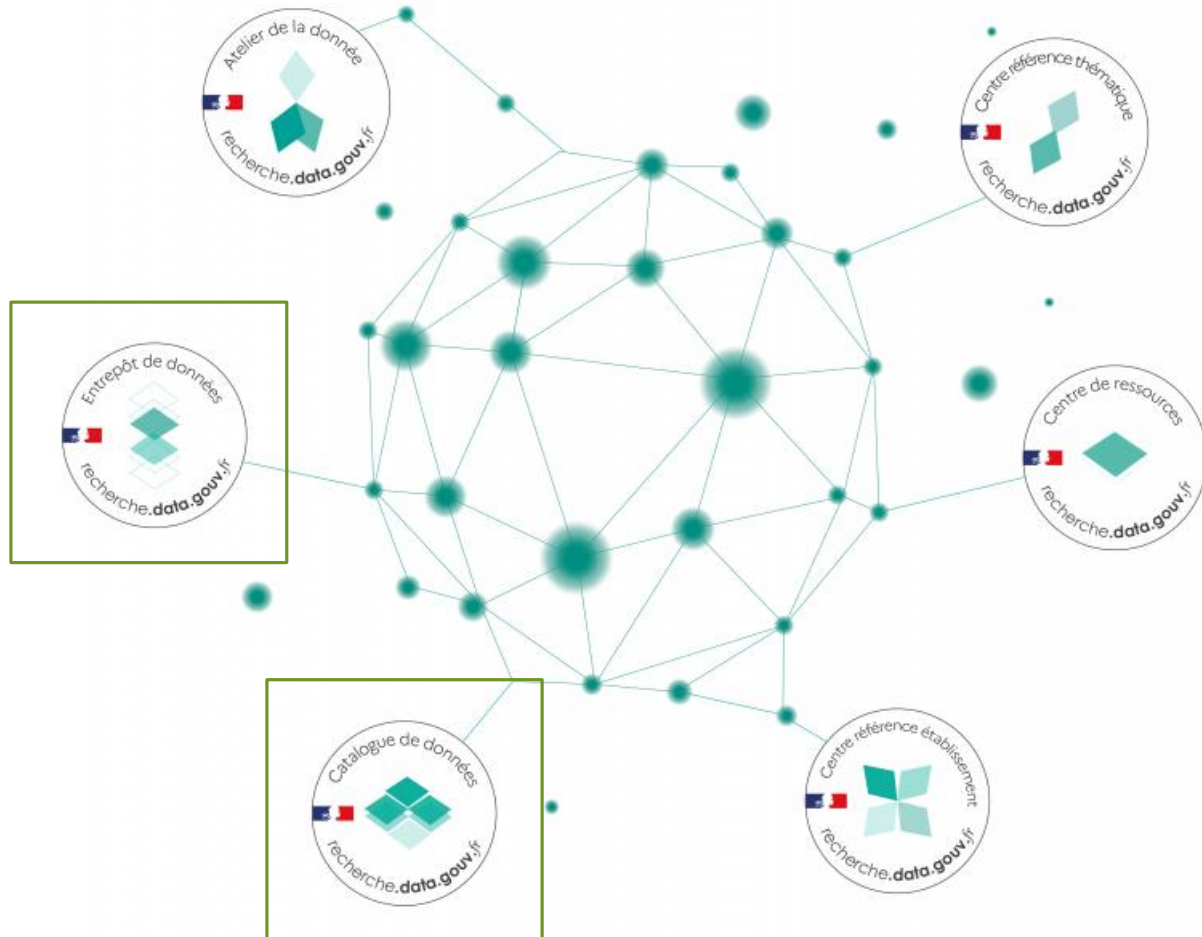 Atelier de la donnée
recherche.data.gouv.fr
Centre référence thématique
recherche.data.gouv.fr
Entrepôt de données
recherche.data.gouv.fr
Centre de ressources
recherche.data.gouv.fr
Catalogue de données
recherche.data.gouv.fr
Centre référence établissement
recherche.data.gouv.fr